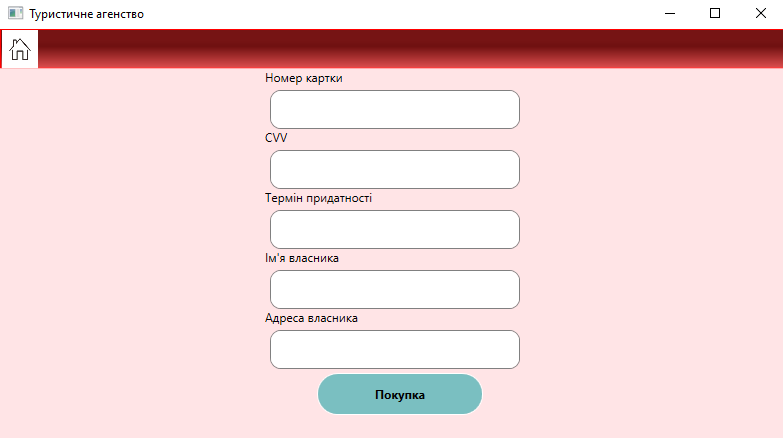 Туристичне агенство
Номер картки
CVV
Термін придатності
Ім'я власника
Адреса власника
Покупка